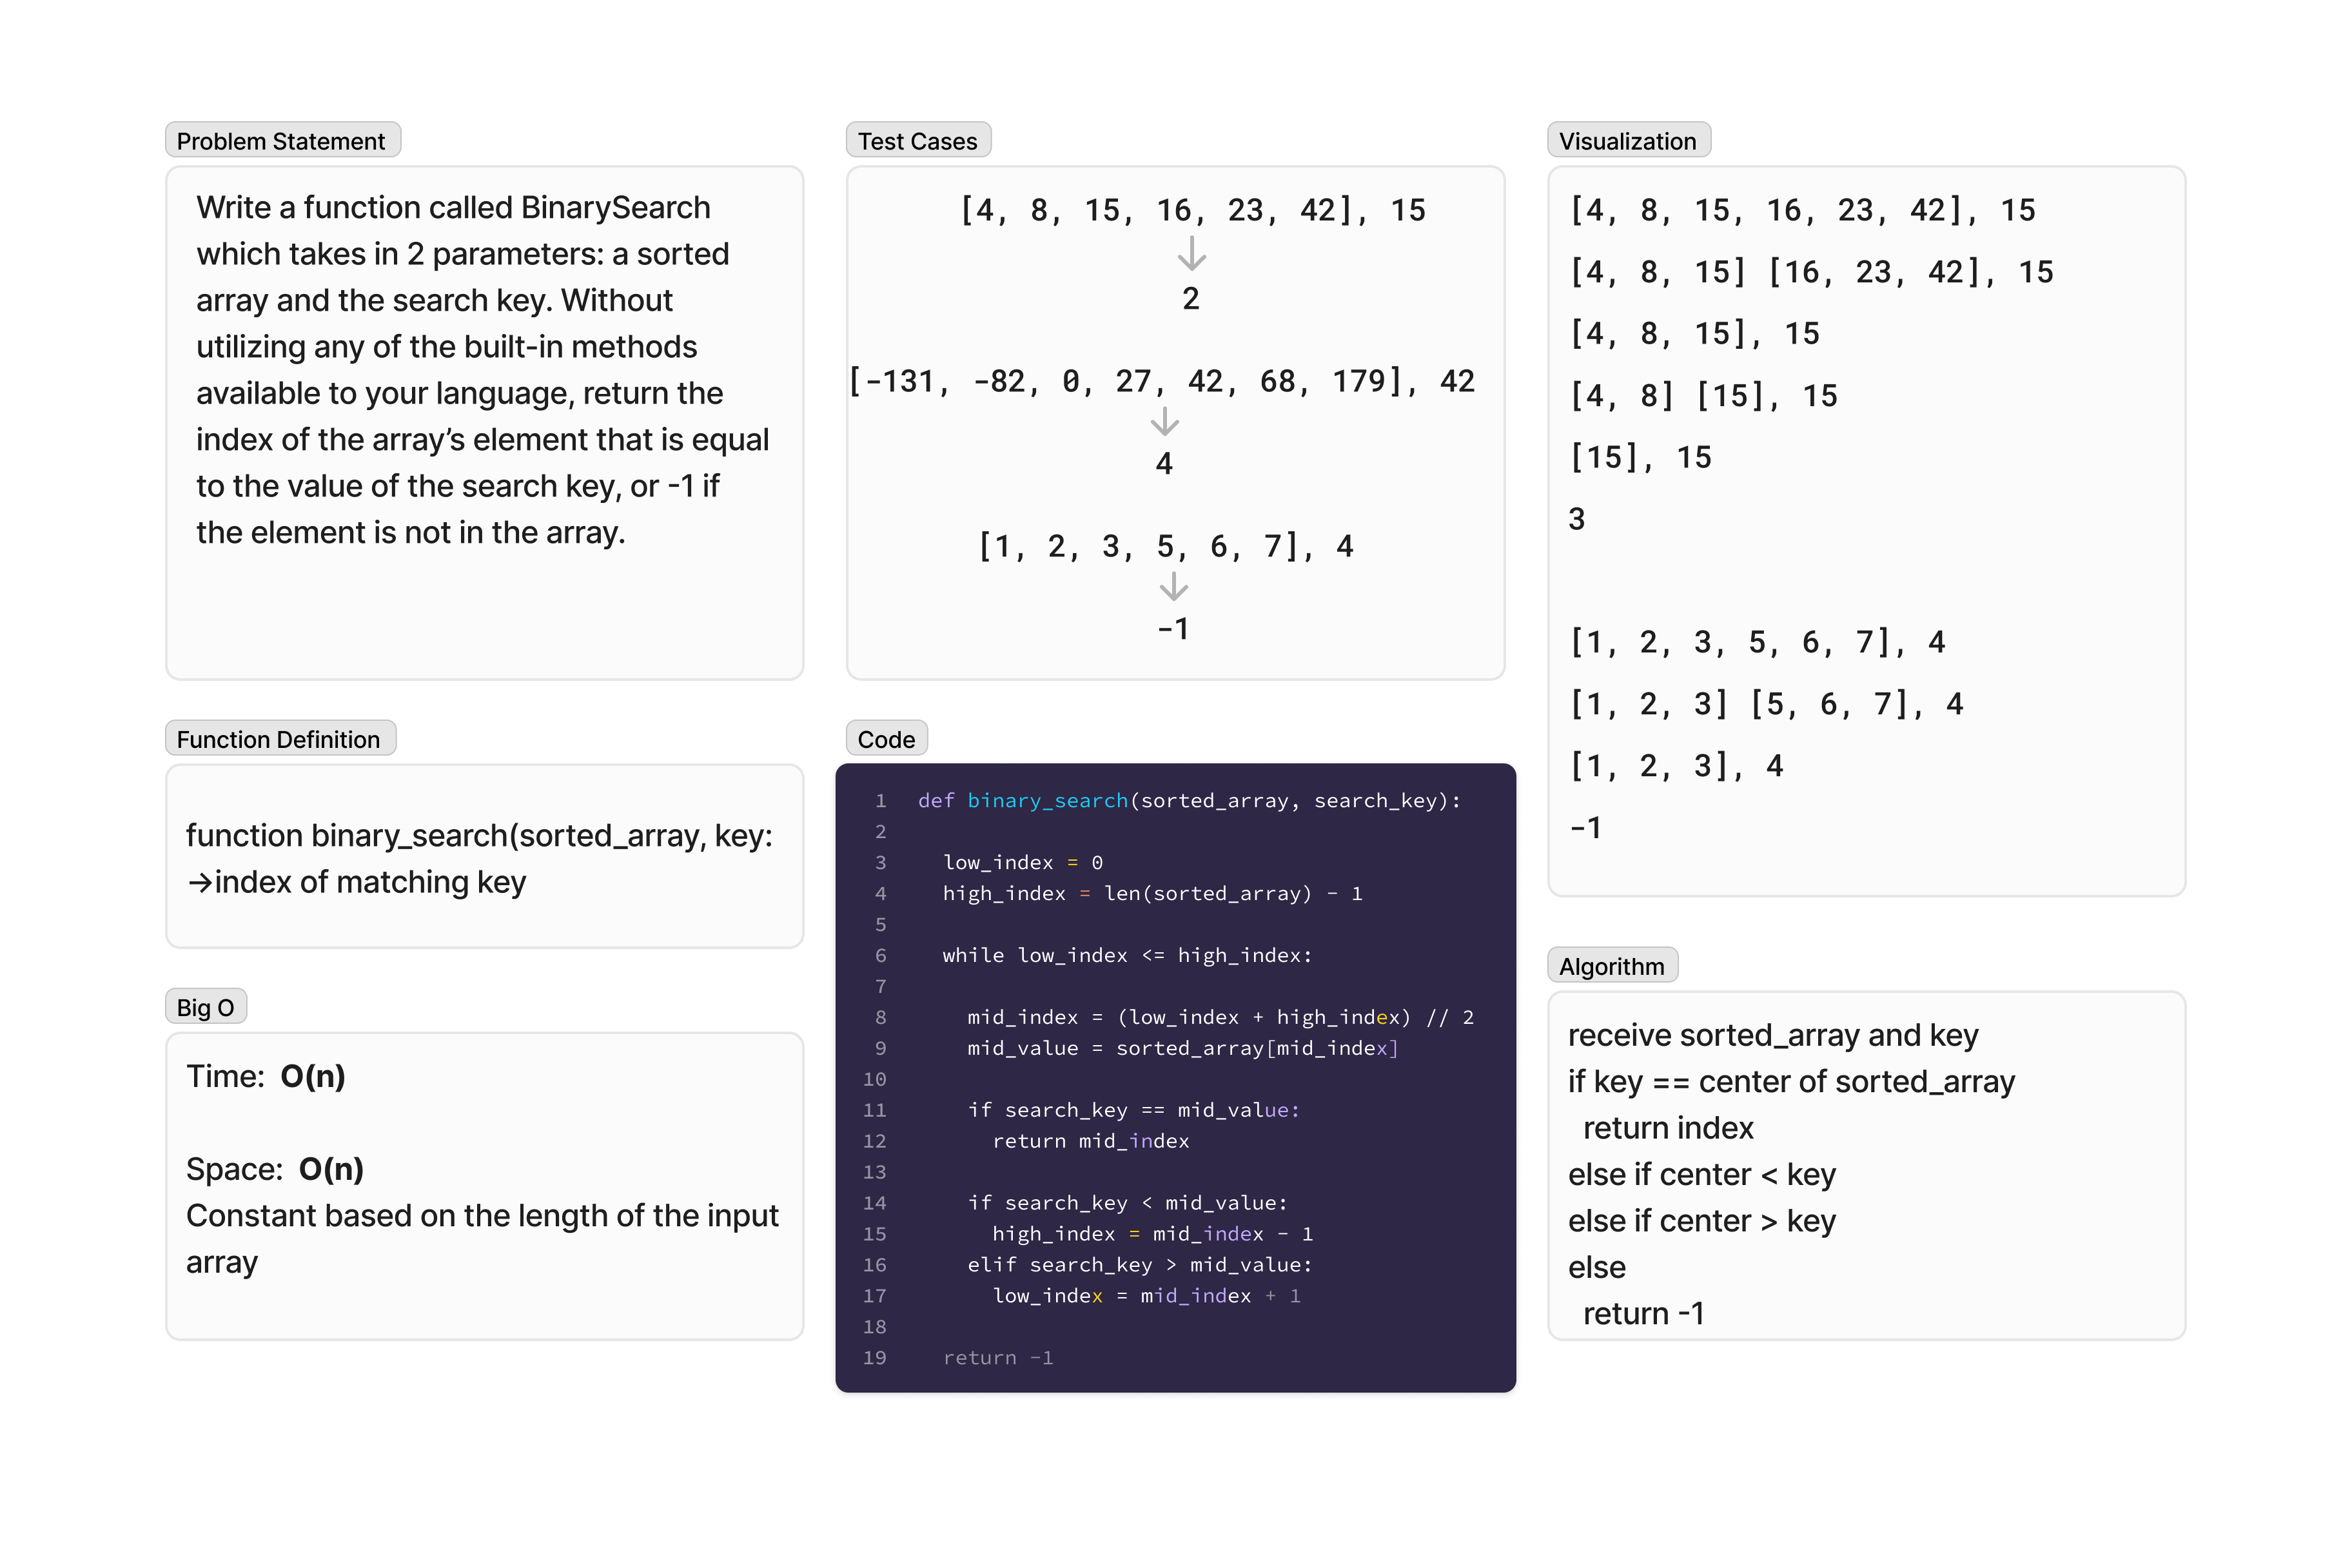 Problem Statement
Write a function called BinarySearch
which takes in 2 parameters: a sorted
array and the search key. Without
utilizing any of the built-in methods
available to your language, return the
index of the array’s element that is equal
to the value of the search key, or -1 if
the element is not in the array.
Test Cases
[4, 8, 15, 16, 23, 42], 15
↓
2
[-131, -82, 0, 27, 42, 68, 179], 42
↓
4
[1, 2, 3, 5, 6, 7], 4
↓
-1
Visualization
[4, 8, 15, 16, 23, 42], 15
[4, 8, 15] [16, 23, 42], 15
[4, 8, 15], 15
[4, 8] [15], 15
[15], 15
3
[1, 2, 3, 5, 6, 7], 4
[1, 2, 3] [5, 6, 7], 4
[1, 2, 3], 4
-1
Function Definition
function binary_search(sorted_array, key:
→index of matching key
Big O
Time: O(n)
Space: O(n)
Constant based on the length of the input
array
Code
1 def binary_search(sorted_array, search_key):
2
3   low_index = 0
4   high_index = len(sorted_array) - 1
5
6   while low_index <= high_index:
7
8     mid_index = (low_index + high_index) // 2
9     mid_value = sorted_array[mid_index]
10
11     if search_key == mid_value:
12       return mid_index
13
14     if search_key < mid_value:
15       high_index = mid_index - 1
16     elif search_key > mid_value:
17       low_index = mid_index + 1
18
19   return -1
Algorithm
receive sorted_array and key
if key == center of sorted_array
  return index
else if center < key
else if center > key
else
  return -1